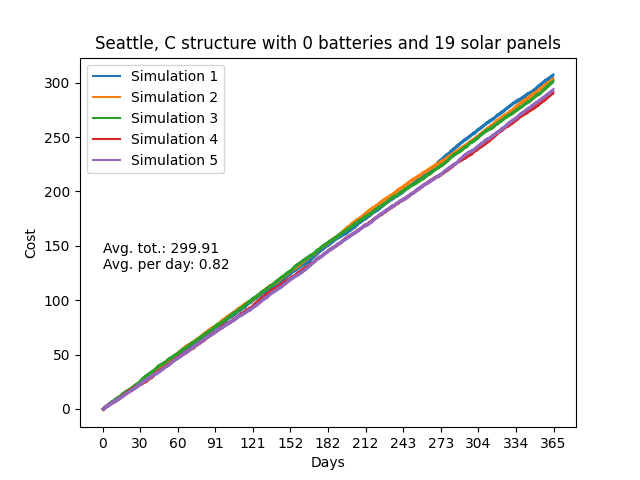 Seattle, C structure with 0 batteries and 19 solar panels
Simulation 1
Simulation 2
Simulation 3
Simulation 4
Simulation 5
300
250
200
150
100
50
0
Cost
Avg. tot.: 299.91
Avg. per day: 0.82
0 30 60 91 121 152 182 212 243 273 304 334 365
Days